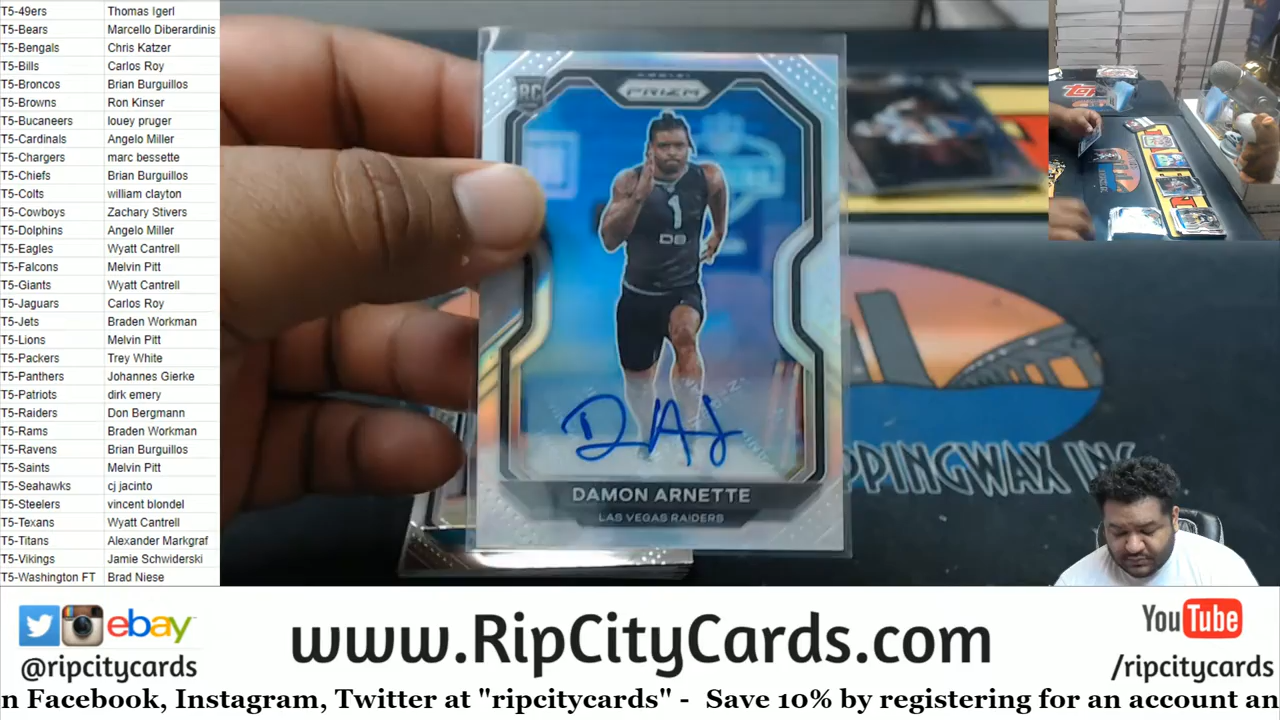 T5-49ers Thomas Igerl
T5-Bears Marcello Diberardinis
T5-Bengals Chris Katzer
T5-Bills Carlos Roy
T5-Broncos Brian Burguillos
T5-Browns Ron Kinser
T5-Bucaneers louey pruger
T5-Cardinals Angelo Miller
T5-Chargers marc bessette
T5-Chiefs Brian Burguillos
T5-Colts william clayton
T5-Cowboys Zachary Stivers
T5-Dolphins Angelo Miller
T5-Eagles Wyatt Cantrell
T5-Falcons Melvin Pitt
T5-Giants Wyatt Cantrell
T5-Jaguars Carlos Roy
T5-Jets Braden Workman
T5-Lions Melvin Pitt
T5-Packers Trey White
T5-Panthers Johannes Gierke
T5-Patriots dirk emery
T5-Raiders Don Bergmann
T5-Rams Braden Workman
T5-Ravens Brian Burguillos
T5-Saints Melvin Pitt
T5-Seahawks cj jacinto
T5-Steelers vincent blondel
T5-Texans Wyatt Cantrell
T5-Titans Alexander Markgraf
T5-Vikings Jamie Schwiderski
T5-Washington FT Brad Niese
RC
PANINI
PRIZM
1
DB
DAMON ARNETTE
LAS VEGAS RAIDERS
PPINGWAX INC
ebay
@ripcitycards
www.RipCityCards.com
YouTube
/ripcitycards
n Facebook, Instagram, Twitter at "ripcitycards" - Save 10% by registering for an account an